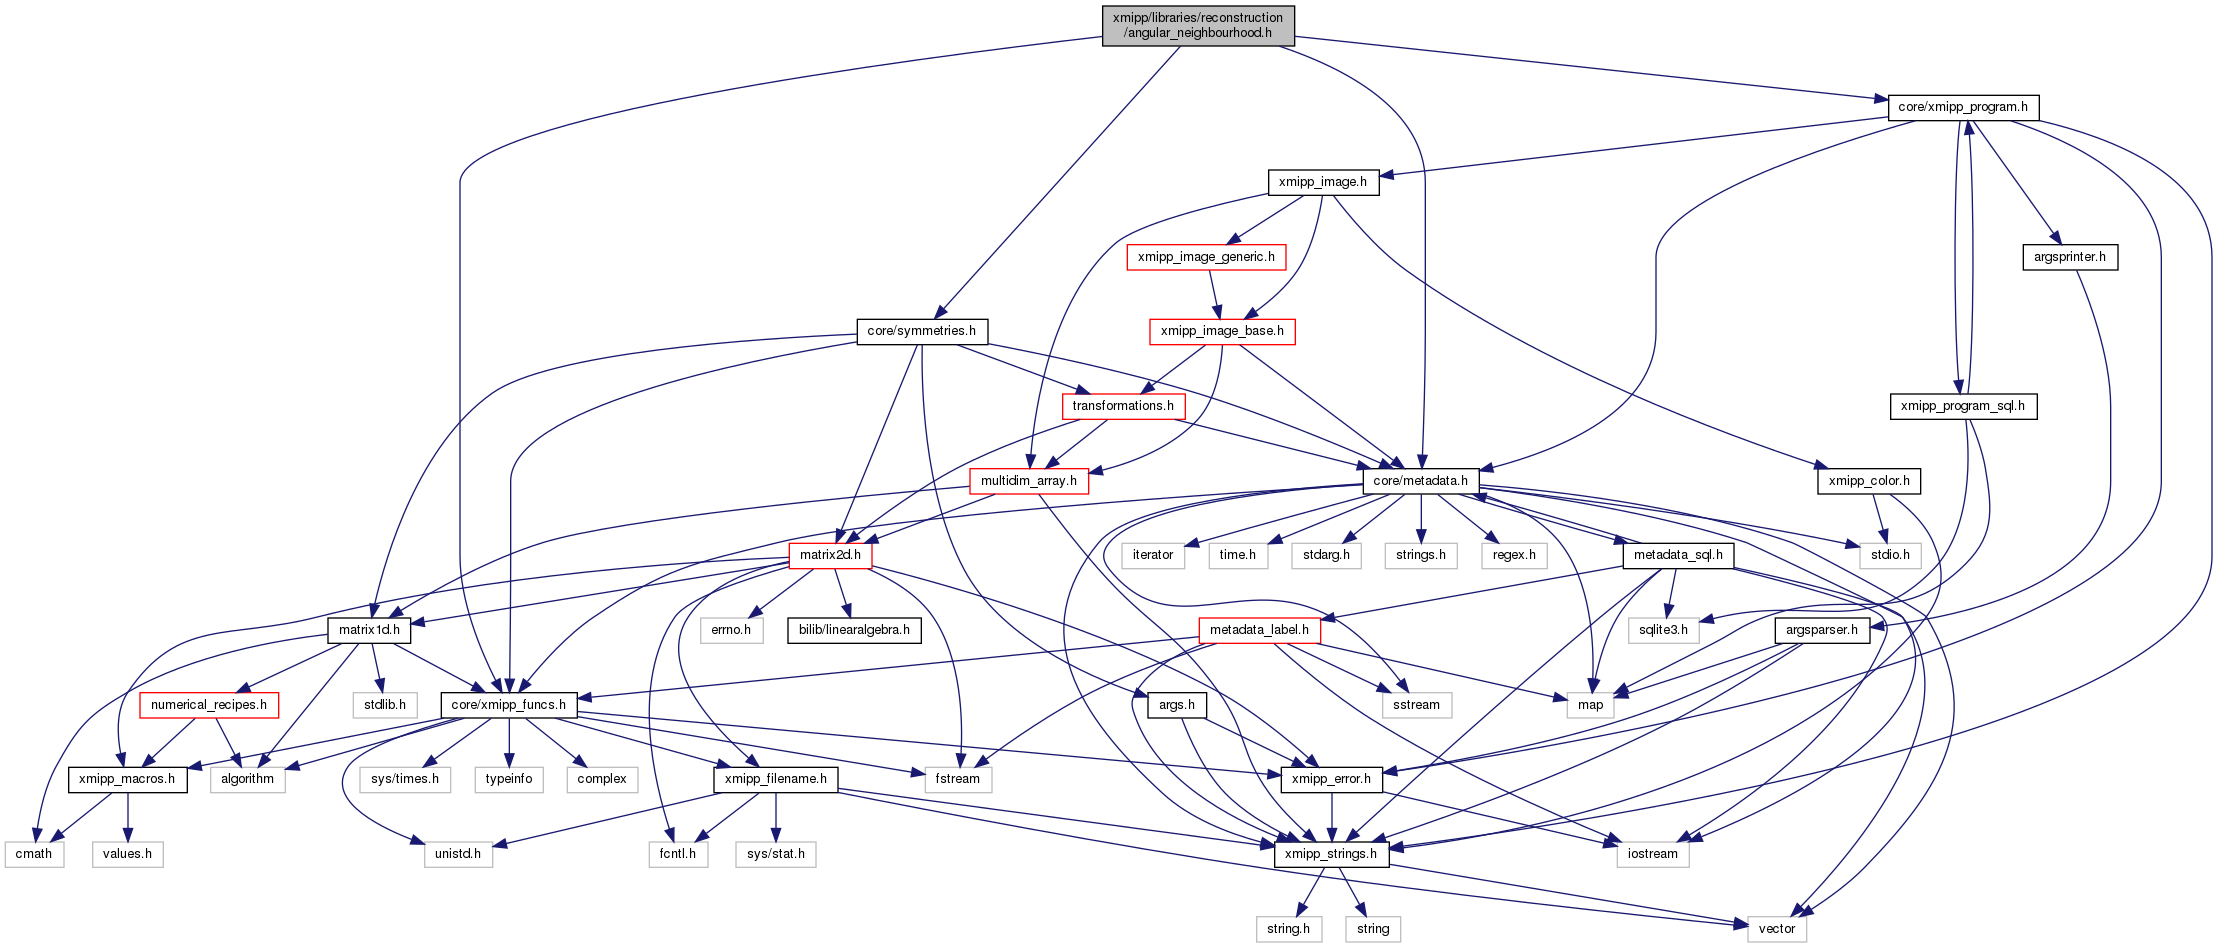 xmipp/libraries/reconstruction
/angular_neighbourhood.h
core/xmipp_program.h
xmipp_image.h
xmipp_image_generic.h
argsprinter.h
core/symmetries.h
xmipp_image_base.h
transformations.h
xmipp_program_sql.h
multidim_array.h
core/metadata.h
xmipp_color.h
matrix2d.h
iterator
time.h
stdarg.h
strings.h
regex.h
metadata_sql.h
stdio.h
matrix1d.h
errno.h
bilib/linearalgebra.h
metadata_label.h
sqlite3.h
argsparser.h
numerical_recipes.h
stdlib.h
core/xmipp_funcs.h
args.h
sstream
map
xmipp_macros.h
algorithm
sys/times.h
typeinfo
complex
xmipp_filename.h
fstream
xmipp_error.h
cmath
values.h
unistd.h
fcntl.h
sys/stat.h
xmipp_strings.h
iostream
string.h
string
vector